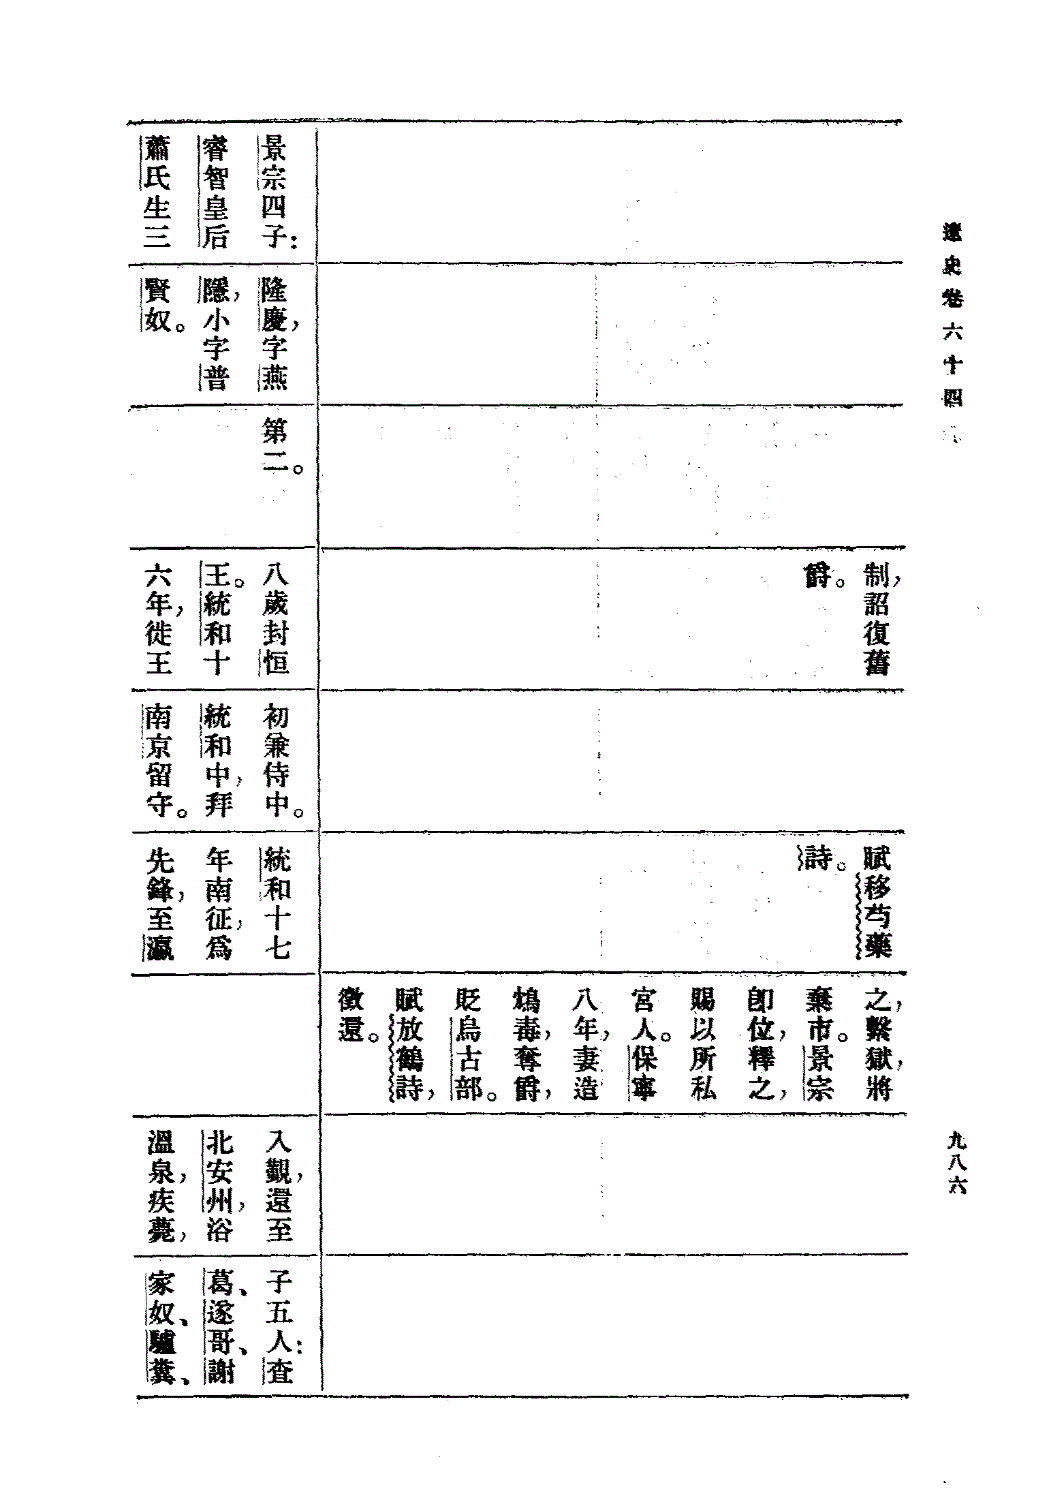 遼史卷六十四
九八六
制，詔復舊
爵。
賦移芍藥
詩。
之，繫獄，將
棄市。景宗
卽位，釋之，
賜以所私
宮人。保寧
八年，妻造
鴆毒，奪爵，
貶烏古部。
賦放鶴詩，
徵還。
景宗四子：
睿智皇后
蕭氏生三
隆慶，字燕
隱，小字普
賢奴。
第二。
八歲封恒
王。統和十
六年，徙王
初兼侍中。
統和中，拜
南京留守。
統和十七
年南征，爲
先鋒，至瀛
入覲，還至
北安州，浴
溫泉，疾薨，
子五人：査
葛、遂哥、謝
家奴、驢糞、